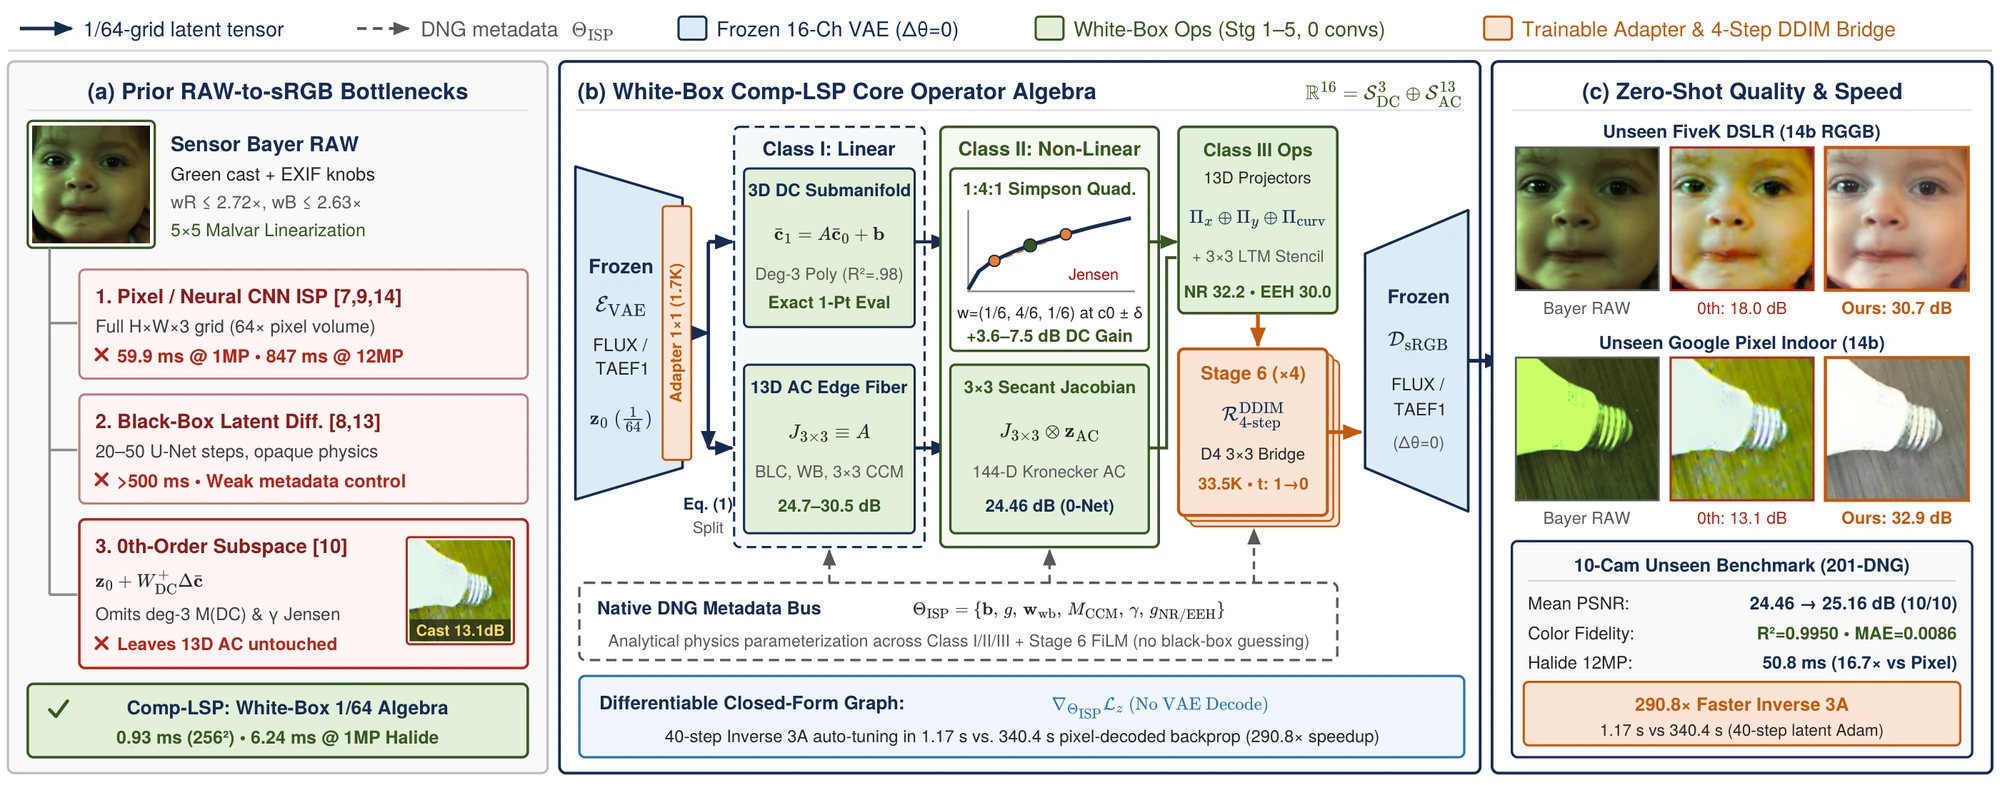 1/64-grid latent tensor
DNG metadata Θ_ISP
Frozen 16-Ch VAE (Δθ=0)
White-Box Ops (Stg 1–5, 0 convs)
Trainable Adapter & 4-Step DDIM Bridge
(a) Prior RAW-to-sRGB Bottlenecks
Sensor Bayer RAW
Green cast + EXIF knobs
wR ≤ 2.72×, wB ≤ 2.63×
5×5 Malvar Linearization
1. Pixel / Neural CNN ISP [7,9,14]
Full H×W×3 grid (64× pixel volume)
✕ 59.9 ms @ 1MP • 847 ms @ 12MP
2. Black-Box Latent Diff. [8,13]
20–50 U-Net steps, opaque physics
✕ >500 ms • Weak metadata control
3. 0th-Order Subspace [10]
z₀ + W⁺_DC Δc̄
Omits deg-3 M(DC) & γ Jensen
✕ Leaves 13D AC untouched
Cast 13.1dB
✓ Comp-LSP: White-Box 1/64 Algebra
0.93 ms (256²) • 6.24 ms @ 1MP Halide
(b) White-Box Comp-LSP Core Operator Algebra
ℝ¹⁶ = 𝒮³_DC ⊕ 𝒮¹³_AC
Frozen
ℰ_VAE
FLUX /
TAEF1
z₀ (1/64)
Adapter 1×1 (1.7K)
Eq. (1)
Split
Class I: Linear
3D DC Submanifold
c̄₁ = Ac̄₀ + b
Deg-3 Poly (R²=.98)
Exact 1-Pt Eval
13D AC Edge Fiber
J₃ₓ₃ ≡ A
BLC, WB, 3×3 CCM
24.7–30.5 dB
Class II: Non-Linear
1:4:1 Simpson Quad.
Jensen
w=(1/6, 4/6, 1/6) at c0 ± δ
+3.6–7.5 dB DC Gain
3×3 Secant Jacobian
J₃ₓ₃ ⊗ z_AC
144-D Kronecker AC
24.46 dB (0-Net)
Class III Ops
13D Projectors
Πₓ ⊕ Π_y ⊕ Π_curv
+ 3×3 LTM Stencil
NR 32.2 • EEH 30.0
Stage 6 (×4)
ℛ^DDIM_4-step
D4 3×3 Bridge
33.5K • t: 1→0
Frozen
𝒟_sRGB
FLUX /
TAEF1
(Δθ=0)
Native DNG Metadata Bus
Θ_ISP = {b, g, w_wb, M_CCM, γ, g_NR/EEH}
Analytical physics parameterization across Class I/II/III + Stage 6 FiLM (no black-box guessing)
Differentiable Closed-Form Graph:
∇_Θ_ISP ℒ_z (No VAE Decode)
40-step Inverse 3A auto-tuning in 1.17 s vs. 340.4 s pixel-decoded backprop (290.8× speedup)
(c) Zero-Shot Quality & Speed
Unseen FiveK DSLR (14b RGGB)
Bayer RAW
0th: 18.0 dB
Ours: 30.7 dB
Unseen Google Pixel Indoor (14b)
Bayer RAW
0th: 13.1 dB
Ours: 32.9 dB
10-Cam Unseen Benchmark (201-DNG)
Mean PSNR: 24.46 → 25.16 dB (10/10)
Color Fidelity: R²=0.9950 • MAE=0.0086
Halide 12MP: 50.8 ms (16.7× vs Pixel)
290.8× Faster Inverse 3A
1.17 s vs 340.4 s (40-step latent Adam)